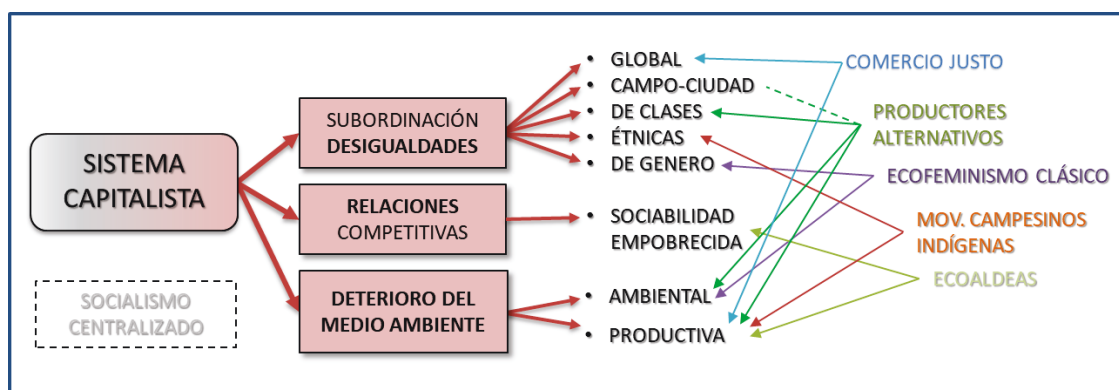 SISTEMA
CAPITALISTA
SOCIALISMO
CENTRALIZADO
SUBORDINACIÓN
DESIGUALDADES
RELACIONES
COMPETITIVAS
DETERIORO DEL
MEDIO AMBIENTE
• GLOBAL
• CAMPO-CIUDAD
• DE CLASES
• ÉTNICAS
• DE GENERO
• SOCIABILIDAD
EMPOBRECIDA
• AMBIENTAL
• PRODUCTIVA
COMERCIO JUSTO
PRODUCTORES
ALTERNATIVOS
ECOFEMINISMO CLÁSICO
MOV. CAMPESINOS
INDÍGENAS
ECOALDEAS